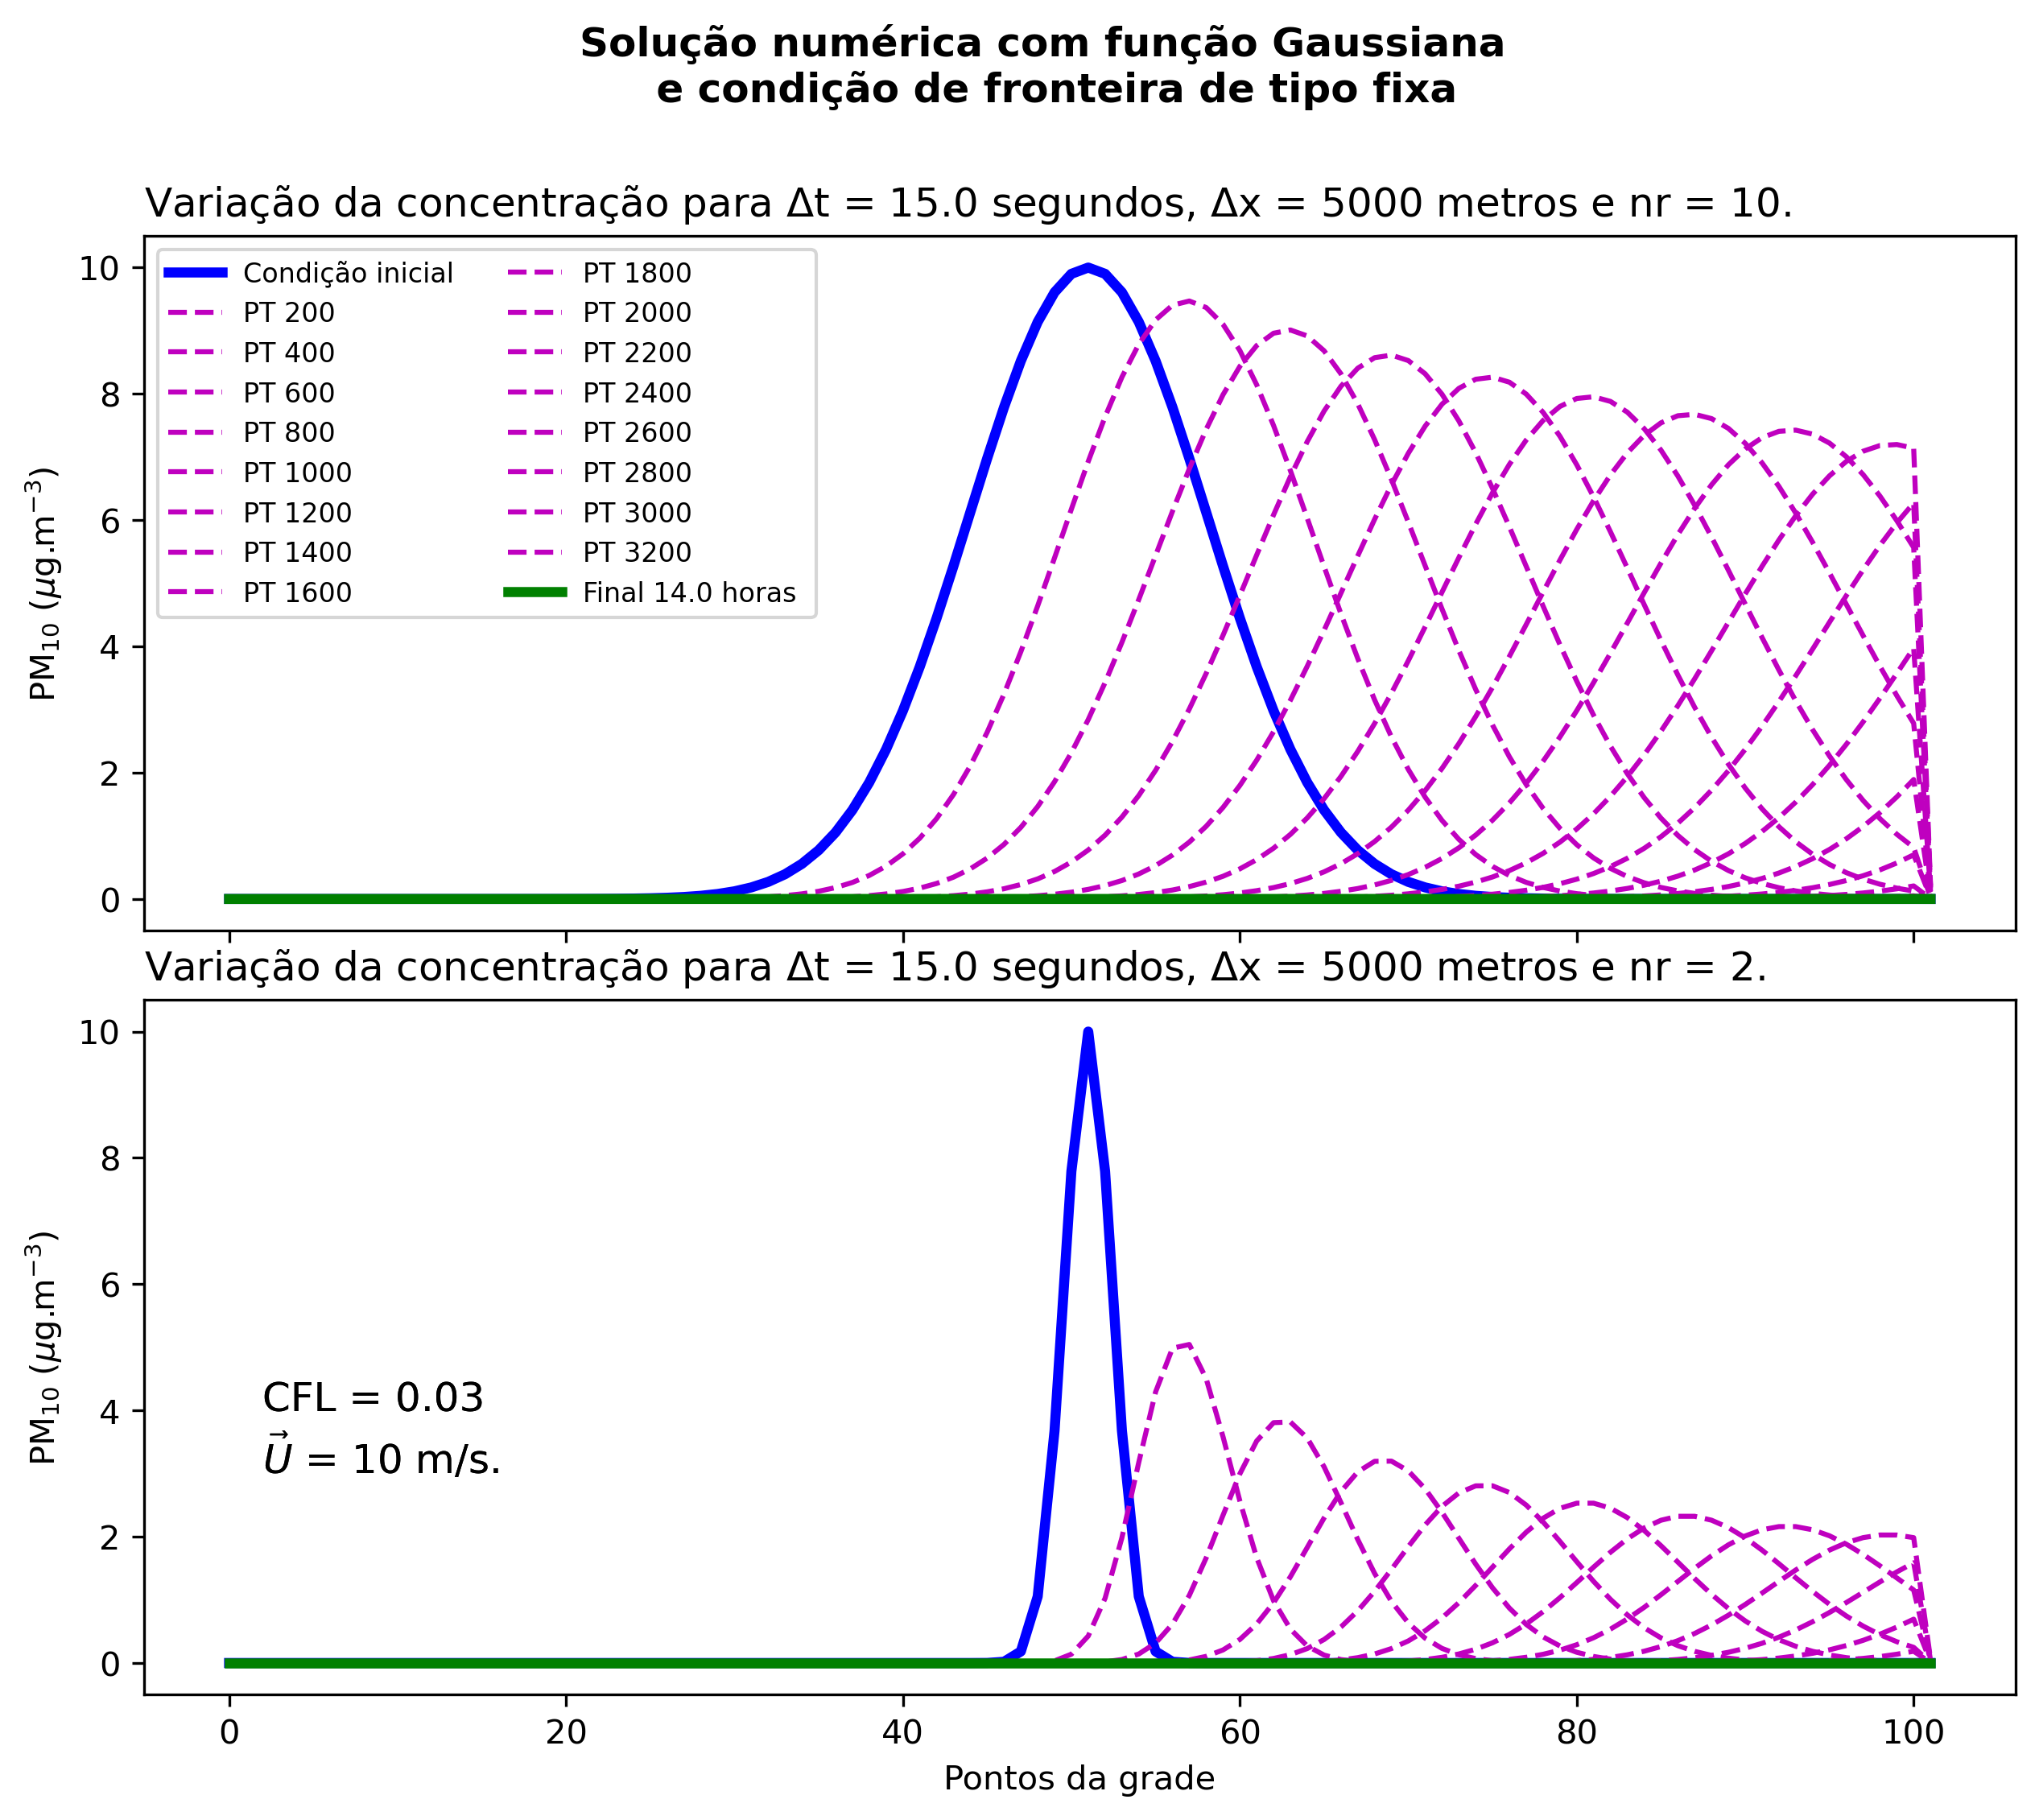 Solução numérica com função Gaussiana
e condição de fronteira de tipo fixa
Variação da concentração para Δt = 15.0 segundos, Δx = 5000 metros e nr = 10.
10
8
6
4
2
0
PM₁₀ (μg.m⁻³)
Condição inicial
PT 200
PT 400
PT 600
PT 800
PT 1000
PT 1200
PT 1400
PT 1600
PT 1800
PT 2000
PT 2200
PT 2400
PT 2600
PT 2800
PT 3000
PT 3200
Final 14.0 horas
Variação da concentração para Δt = 15.0 segundos, Δx = 5000 metros e nr = 2.
10
8
6
4
2
0
PM₁₀ (μg.m⁻³)
CFL = 0.03
U⃗ = 10 m/s.
0 20 40 60 80 100
Pontos da grade